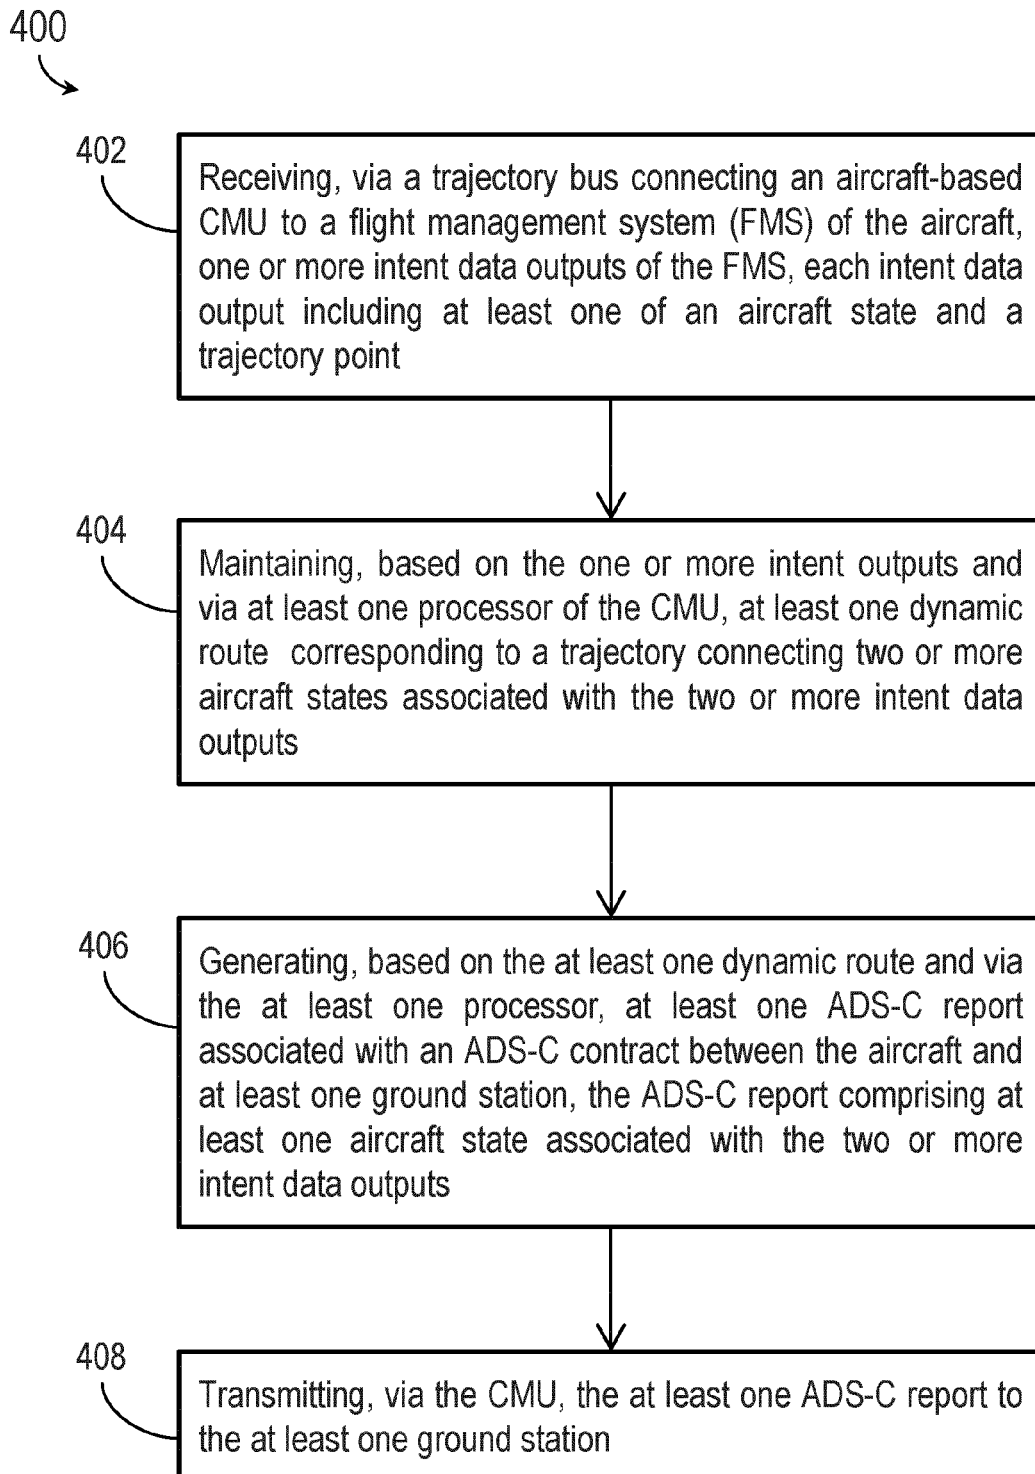 400
402
Receiving, via a trajectory bus connecting an aircraft-based
CMU to a flight management system (FMS) of the aircraft,
one or more intent data outputs of the FMS, each intent data
output including at least one of an aircraft state and a
trajectory point
404
Maintaining, based on the one or more intent outputs and
via at least one processor of the CMU, at least one dynamic
route corresponding to a trajectory connecting two or more
aircraft states associated with the two or more intent data
outputs
406
Generating, based on the at least one dynamic route and via
the at least one processor, at least one ADS-C report
associated with an ADS-C contract between the aircraft and
at least one ground station, the ADS-C report comprising at
least one aircraft state associated with the two or more
intent data outputs
408
Transmitting, via the CMU, the at least one ADS-C report to
the at least one ground station